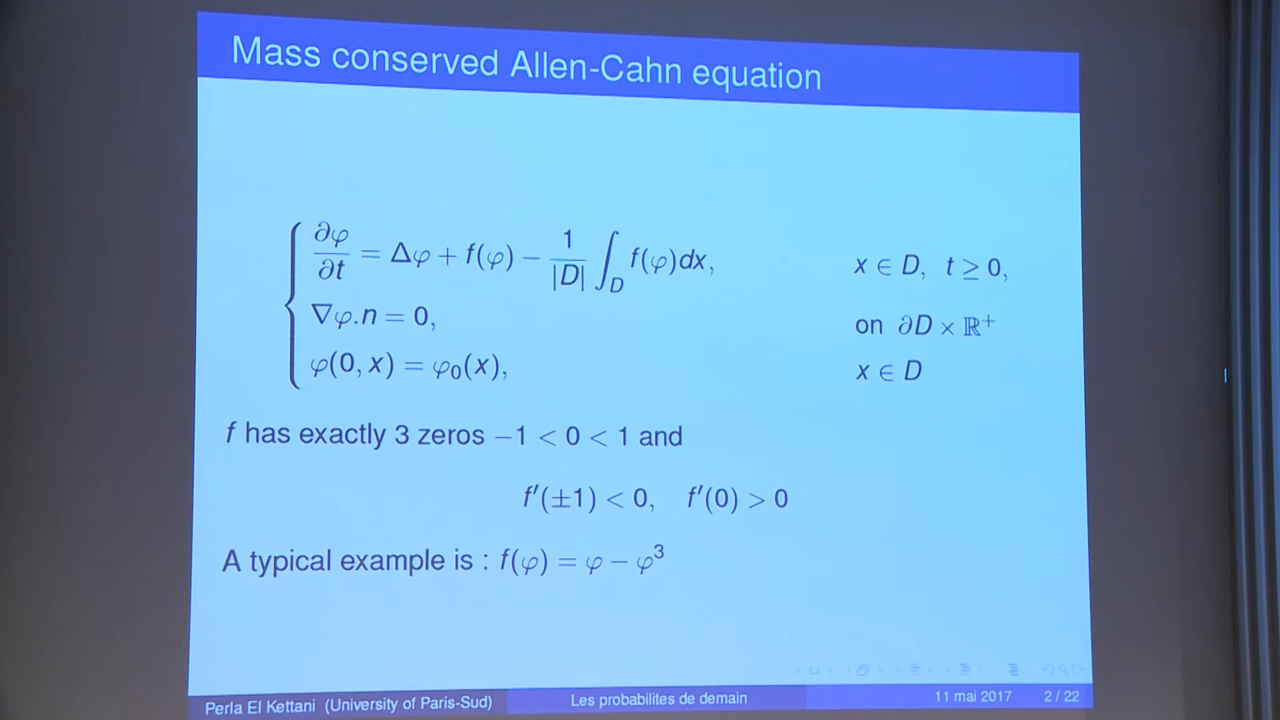 Mass conserved Allen-Cahn equation
∂φ/∂t = Δφ + f(φ) − 1/|D| ∫_D f(φ)dx, x ∈ D, t ≥ 0,
∇φ.n = 0, on ∂D × ℝ⁺
φ(0, x) = φ₀(x), x ∈ D
f has exactly 3 zeros −1 < 0 < 1 and
f′(±1) < 0, f′(0) > 0
A typical example is : f(φ) = φ − φ³
Perla El Kettani (University of Paris-Sud) Les probabilites de demain 11 mai 2017 2 / 22